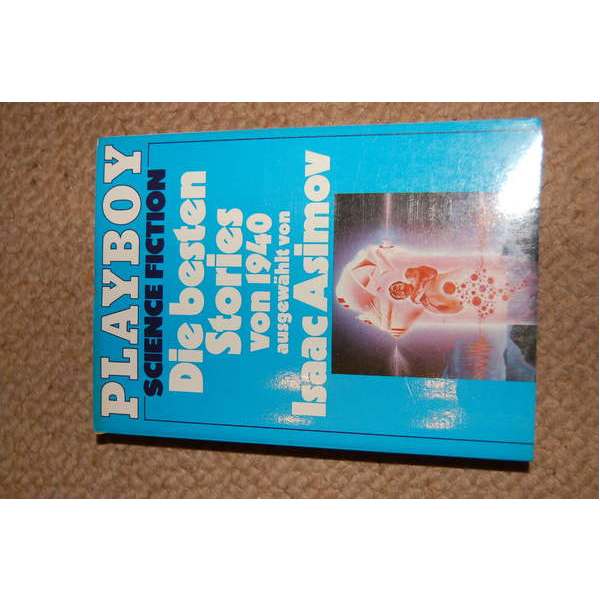 PLAYBOY
SCIENCE FICTION
Die besten
Stories
von 1940
ausgewählt von
Isaac Asimov